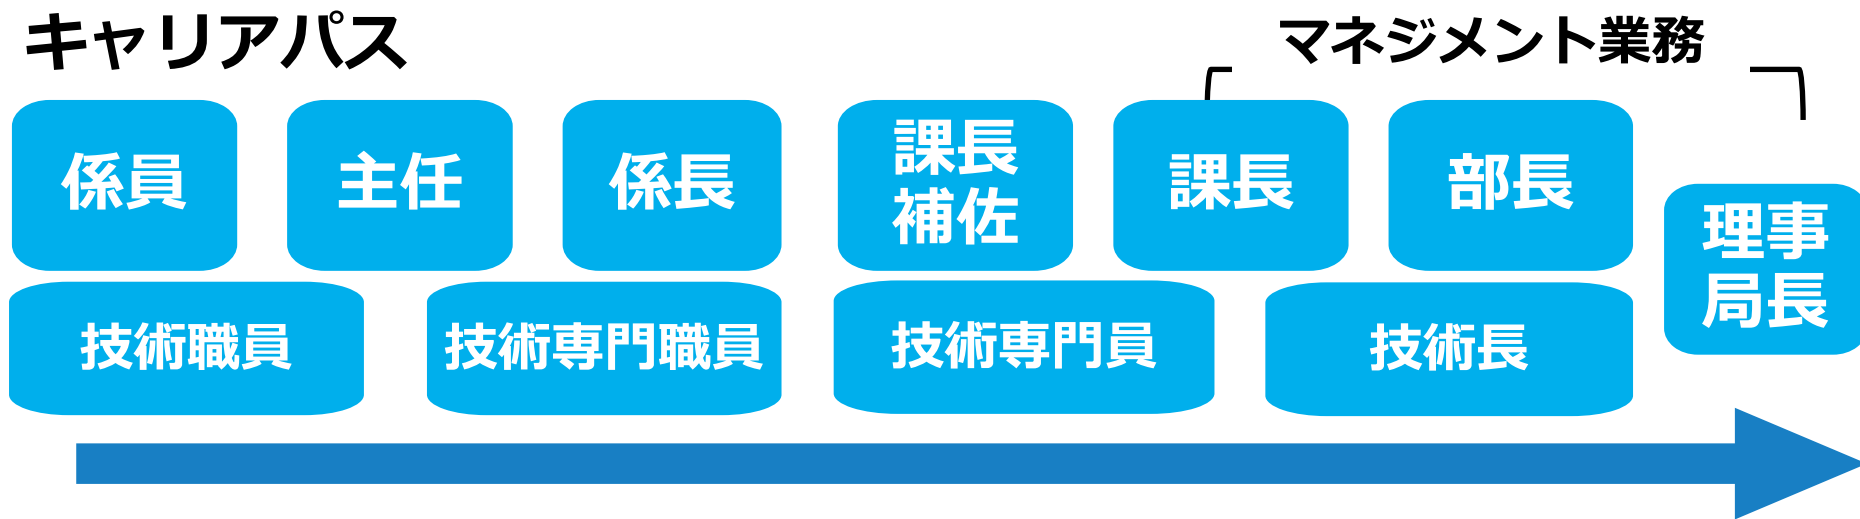 キャリアパス
マネジメント業務
係員
主任
係長
課長
補佐
課長
部長
理事
局長
技術職員
技術専門職員
技術専門員
技術長